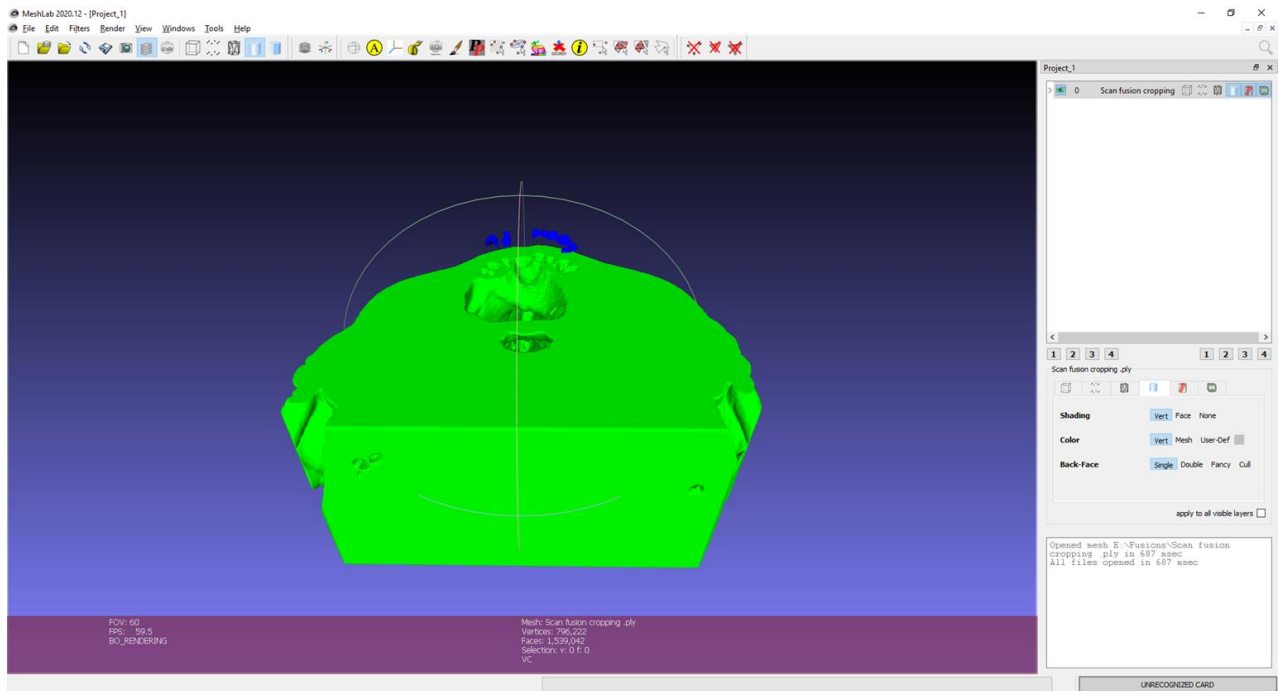 MeshLab 2020.12 - [Project_1]
File Edit Filters Render View Windows Tools Help
A
i
Project_1
0 Scan fusion cropping
1 2 3 4 1 2 3 4
Scan fusion cropping .ply
Shading Vert Face None
Color Vert Mesh User-Def
Back-Face Single Double Fancy Cull
apply to all visible layers
Opened mesh E:\Fusions\Scan fusion
cropping .ply in 687 msec
All files opened in 687 msec
FOV: 60
FPS: 59.5
BO_RENDERING
Mesh: Scan fusion cropping .ply
Vertices: 796,222
Faces: 1,539,042
Selection: v: 0 f: 0
VC
UNRECOGNIZED CARD